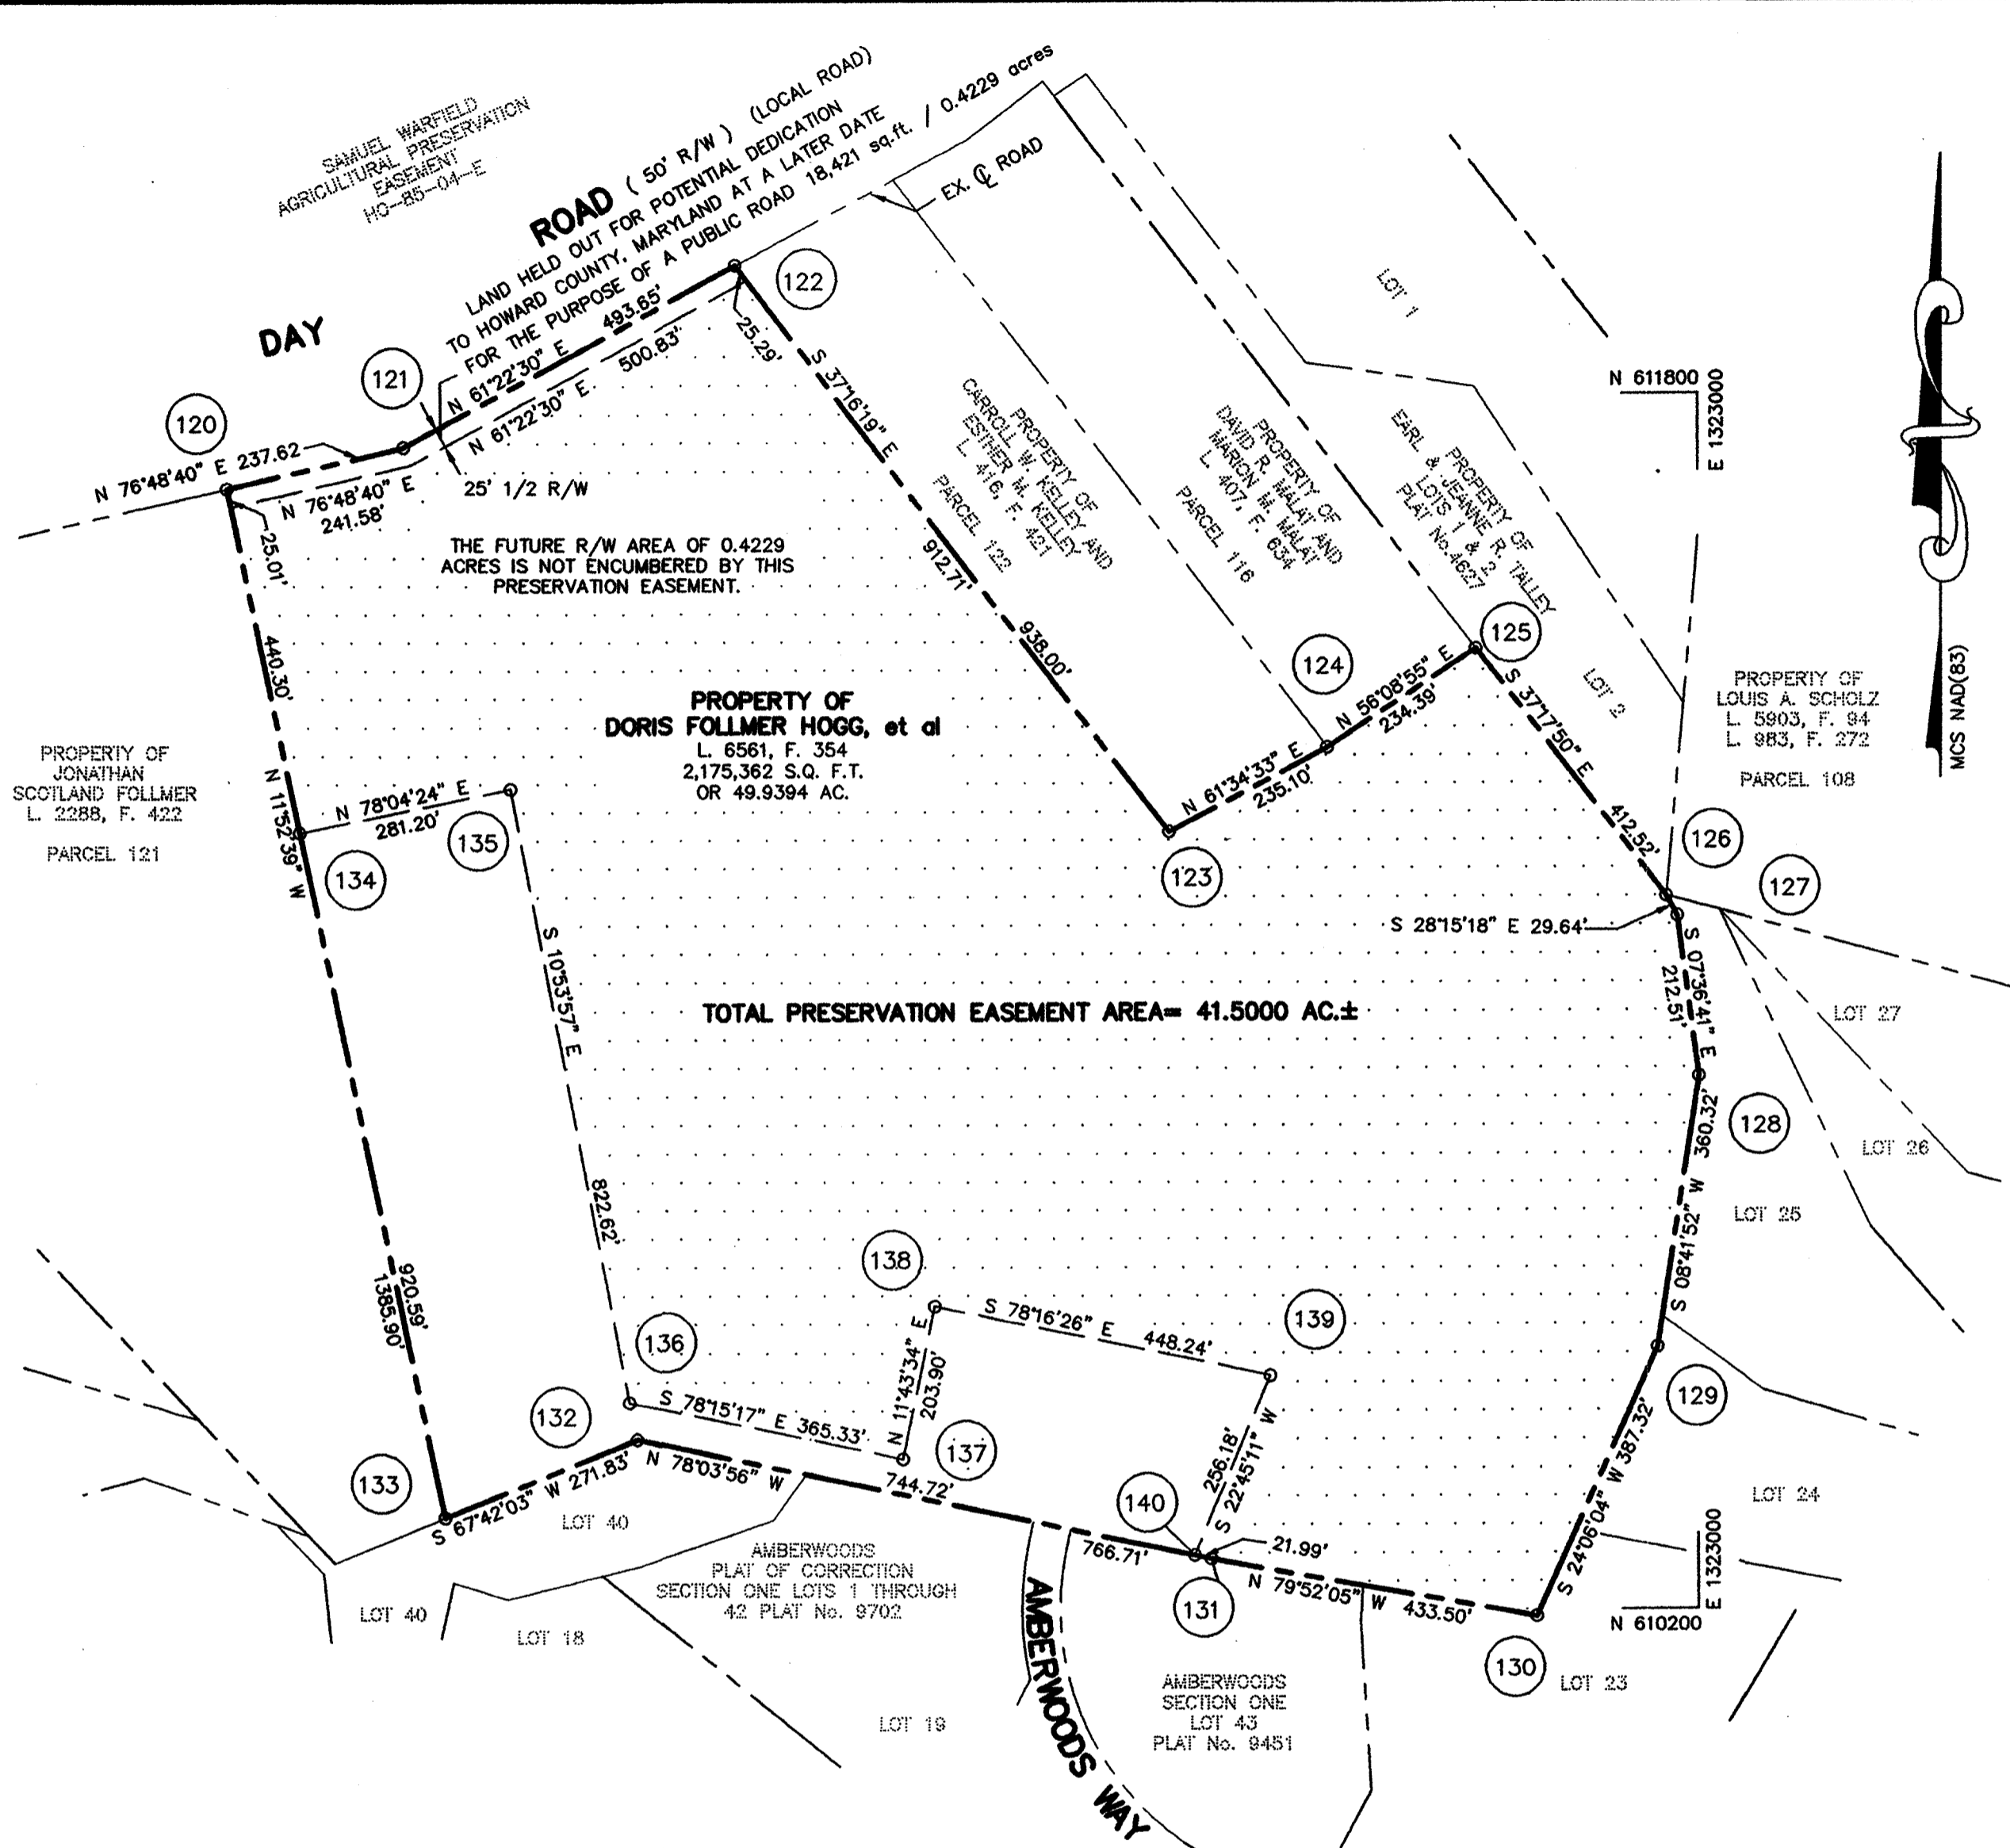 SAMUEL WARFIELD
AGRICULTURAL PRESERVATION
EASEMENT
HO-85-04-E
DAY
ROAD ( 50' R/W ) (LOCAL ROAD)
LAND HELD OUT FOR POTENTIAL DEDICATION
TO HOWARD COUNTY, MARYLAND AT A LATER DATE
FOR THE PURPOSE OF A PUBLIC ROAD 18,421 sq.ft. / 0.4229 acres
EX. ℄ ROAD
120
121
122
N 76°48'40" E 237.62
N 61°22'30" E 493.65'
N 61°22'30" E 500.83'
N 76°48'40" E
241.58'
25' 1/2 R/W
25.01'
25.29'
THE FUTURE R/W AREA OF 0.4229
ACRES IS NOT ENCUMBERED BY THIS
PRESERVATION EASEMENT.
S 37°16'19" E
912.71'
938.00'
PROPERTY OF
CARROLL W. KELLEY AND
ESTHER M. KELLEY
L. 416, F. 421
PARCEL 122
PROPERTY OF
DAVID R. MALAT AND
MARION M. MALAT
L. 407, F. 634
PARCEL 116
PROPERTY OF
EARL & JEANNE R. TALLEY
LOTS 1 & 2
PLAT No.4627
LOT 1
LOT 2
N 611800
E 1323000
MCS NAD(83)
440.30'
N 11°52'39" W
PROPERTY OF
DORIS FOLLMER HOGG, et al
L. 6561, F. 354
2,175,362 S.Q. F.T.
OR 49.9394 AC.
PROPERTY OF
JONATHAN
SCOTLAND FOLLMER
L. 2288, F. 422
PARCEL 121
N 78°04'24" E
281.20'
134
135
123
N 61°34'33" E
235.10'
124
N 56°08'55" E
234.39'
125
S 37°17'50" E
412.52'
PROPERTY OF
LOUIS A. SCHOLZ
L. 5903, F. 94
L. 983, F. 272
PARCEL 108
126
127
S 28°15'18" E 29.64'
S 07°36'41" E
212.51'
LOT 27
LOT 26
LOT 25
128
S 08°41'52" W
360.32'
TOTAL PRESERVATION EASEMENT AREA= 41.5000 AC.±
S 10°53'57" E
822.62'
920.59'
1385.90'
136
138
139
N 11°43'34" E
203.90'
S 78°16'26" E 448.24'
S 78°15'17" E 365.33'
137
132
133
S 67°42'03" W 271.83'
N 78°03'56" W
744.72'
766.71'
140
256.18'
S 22°45'11" W
21.99'
131
N 79°52'05" W 433.50'
130
129
S 24°06'04" W 387.32'
LOT 24
N 610200
E 1323000
LOT 23
LOT 40
LOT 40
LOT 18
LOT 19
AMBERWOODS
PLAT OF CORRECTION
SECTION ONE LOTS 1 THROUGH
42 PLAT No. 9702
AMBERWOODS WAY
AMBERWOODS
SECTION ONE
LOT 43
PLAT No. 9451